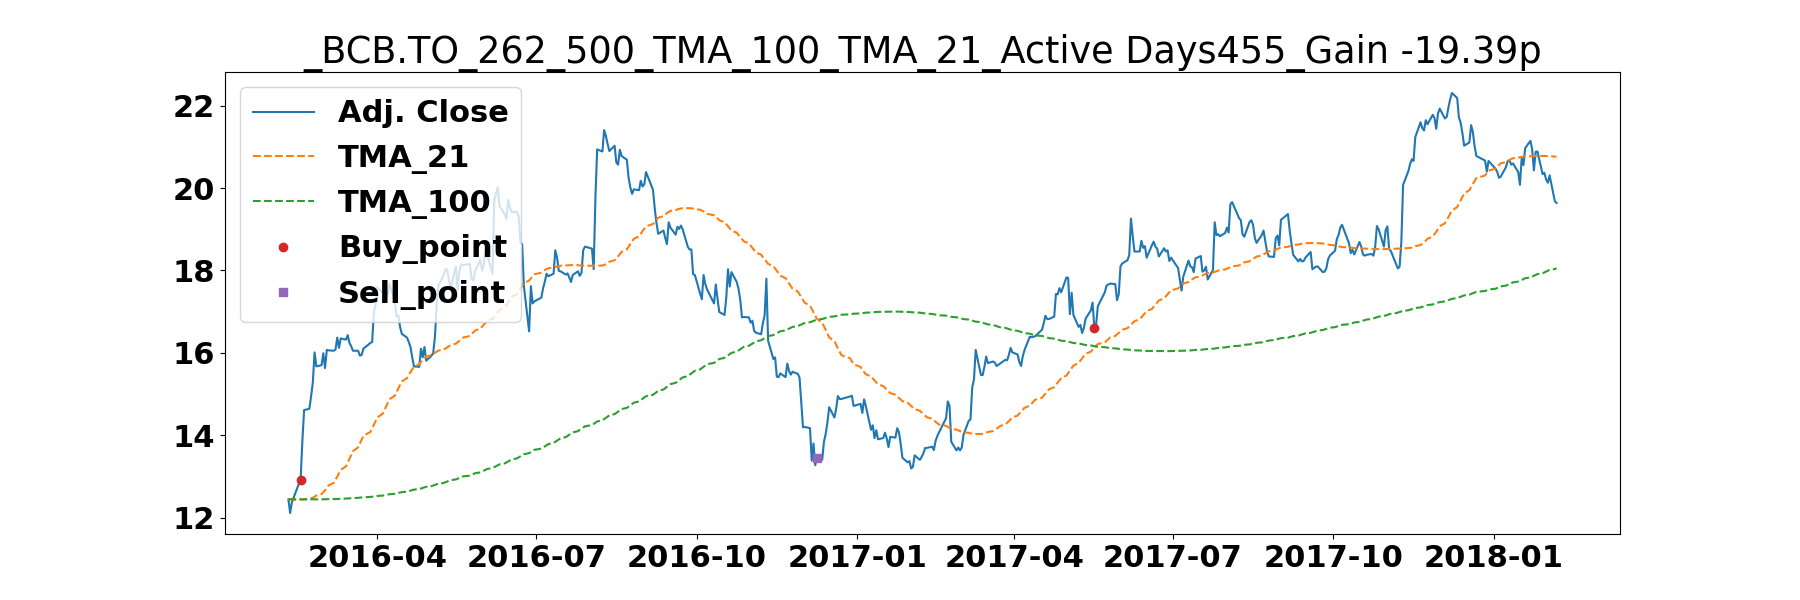 _BCB.TO_262_500_TMA_100_TMA_21_Active Days455_Gain -19.39p
Adj. Close
TMA_21
TMA_100
Buy_point
Sell_point
22
20
18
16
14
12
2016-04 2016-07 2016-10 2017-01 2017-04 2017-07 2017-10 2018-01